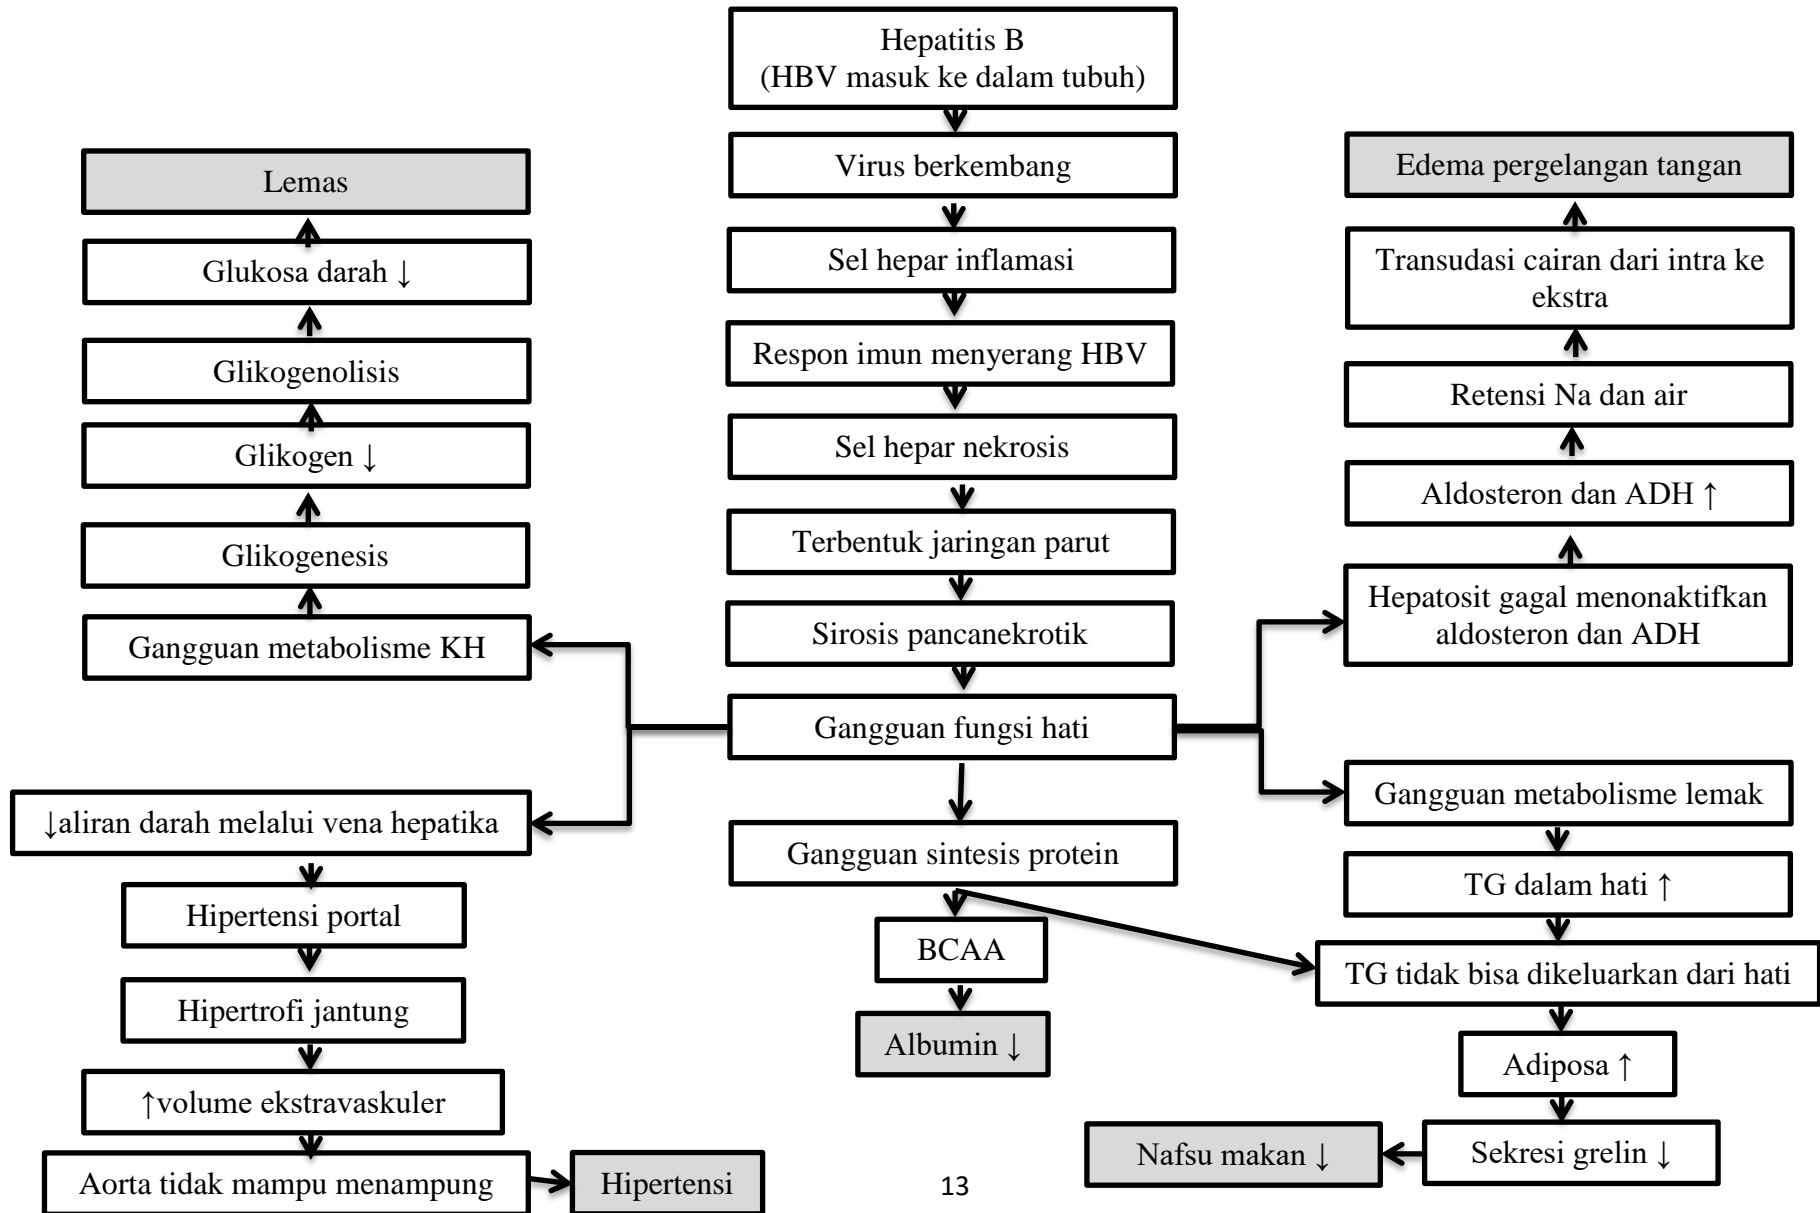 Hepatitis B
(HBV masuk ke dalam tubuh)
Virus berkembang
Sel hepar inflamasi
Respon imun menyerang HBV
Sel hepar nekrosis
Terbentuk jaringan parut
Sirosis pancanekrotik
Gangguan fungsi hati
Lemas
Glukosa darah ↓
Glikogenolisis
Glikogen ↓
Glikogenesis
Gangguan metabolisme KH
↓aliran darah melalui vena hepatika
Hipertensi portal
Hipertrofi jantung
↑volume ekstravaskuler
Aorta tidak mampu menampung
Hipertensi
Gangguan sintesis protein
BCAA
Albumin ↓
Edema pergelangan tangan
Transudasi cairan dari intra ke
ekstra
Retensi Na dan air
Aldosteron dan ADH ↑
Hepatosit gagal menonaktifkan
aldosteron dan ADH
Gangguan metabolisme lemak
TG dalam hati ↑
TG tidak bisa dikeluarkan dari hati
Adiposa ↑
Sekresi grelin ↓
Nafsu makan ↓
13